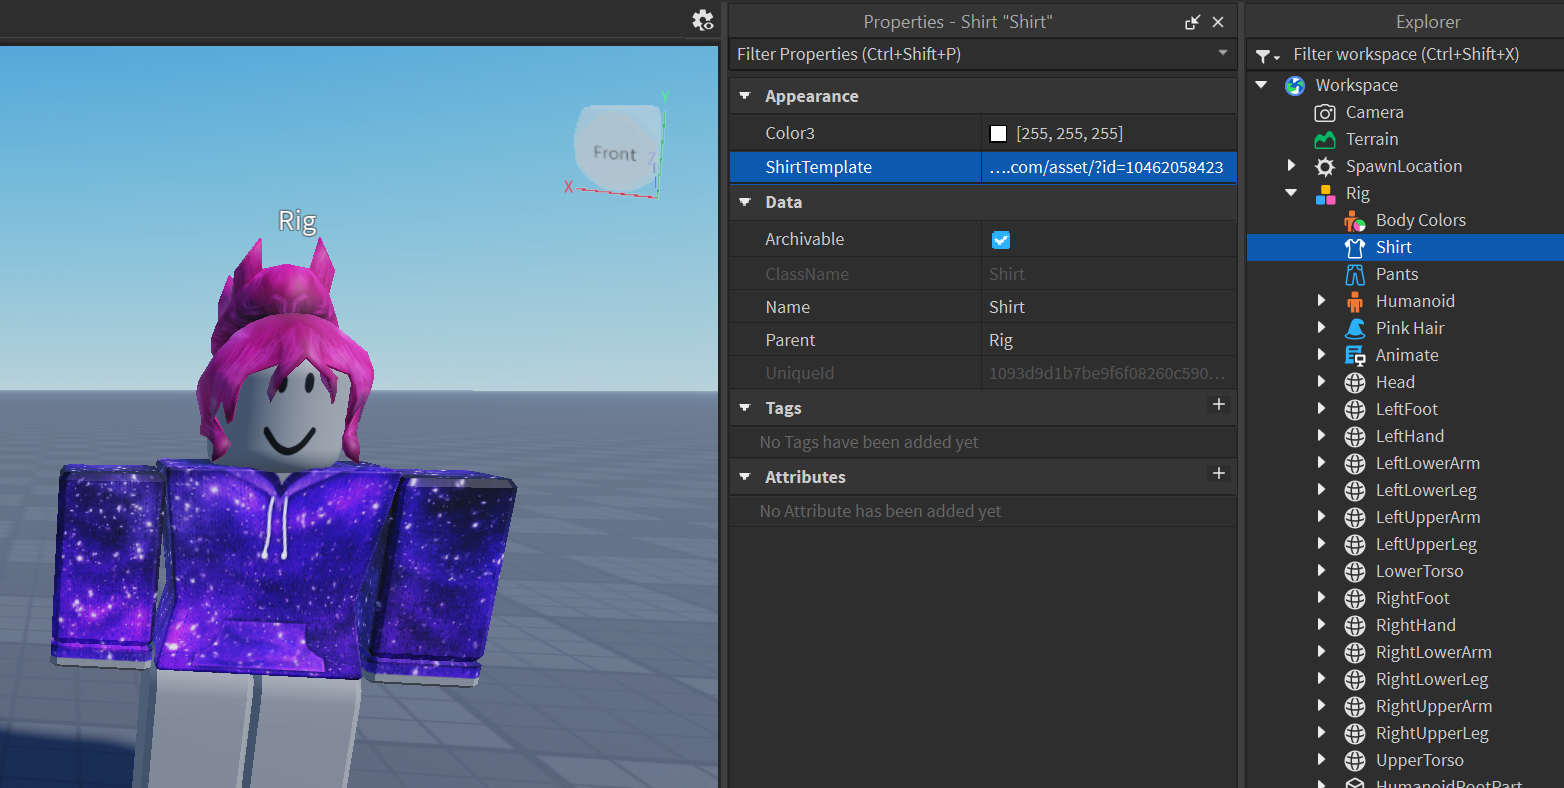 Properties - Shirt "Shirt"
Filter Properties (Ctrl+Shift+P)
Appearance
Color3 [255, 255, 255]
ShirtTemplate ....com/asset/?id=10462058423
Data
Archivable
ClassName Shirt
Name Shirt
Parent Rig
UniqueId 1093d9d1b7be9f6f08260c590...
Tags
No Tags have been added yet
Attributes
No Attribute has been added yet
Explorer
Filter workspace (Ctrl+Shift+X)
Workspace
Camera
Terrain
SpawnLocation
Rig
Body Colors
Shirt
Pants
Humanoid
Pink Hair
Animate
Head
LeftFoot
LeftHand
LeftLowerArm
LeftLowerLeg
LeftUpperArm
LeftUpperLeg
LowerTorso
RightFoot
RightHand
RightLowerArm
RightLowerLeg
RightUpperArm
RightUpperLeg
UpperTorso
HumanoidRootPart
Y
Front
Z
X
Rig